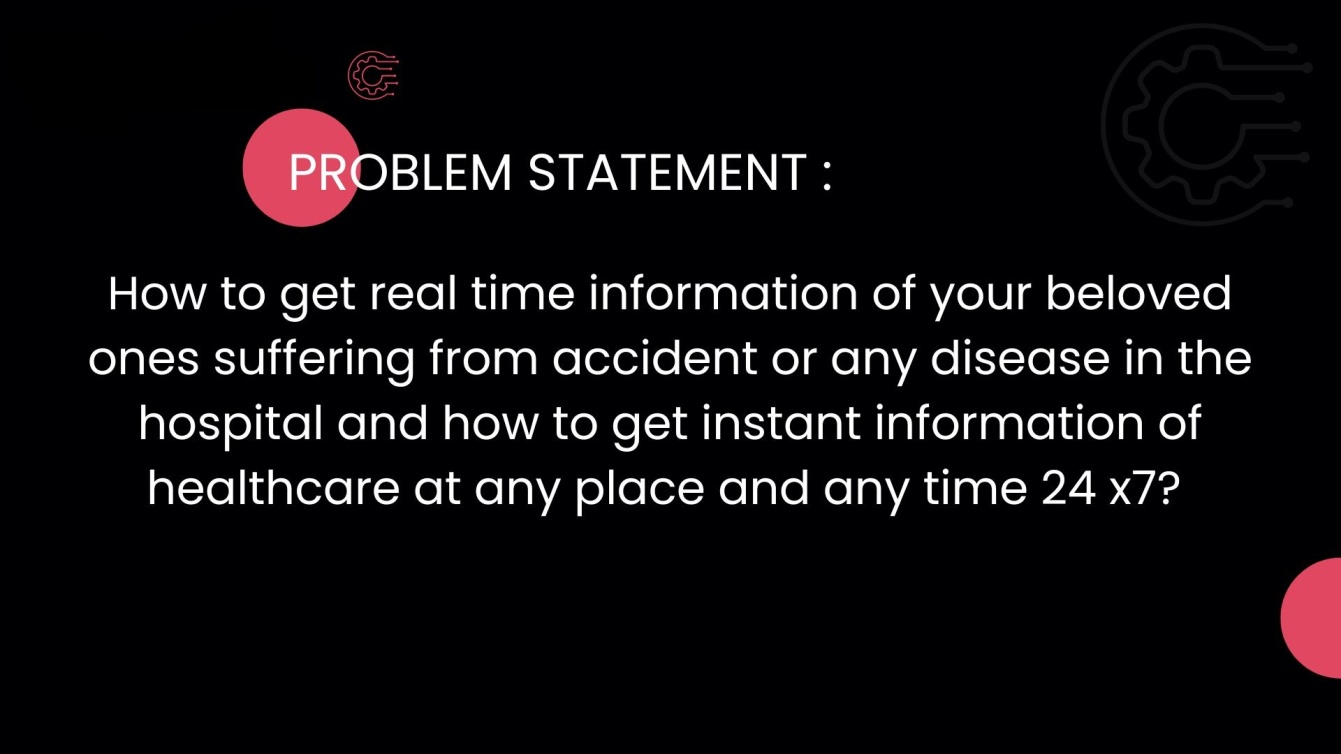 PROBLEM STATEMENT :
How to get real time information of your beloved
ones suffering from accident or any disease in the
hospital and how to get instant information of
healthcare at any place and any time 24 x7?